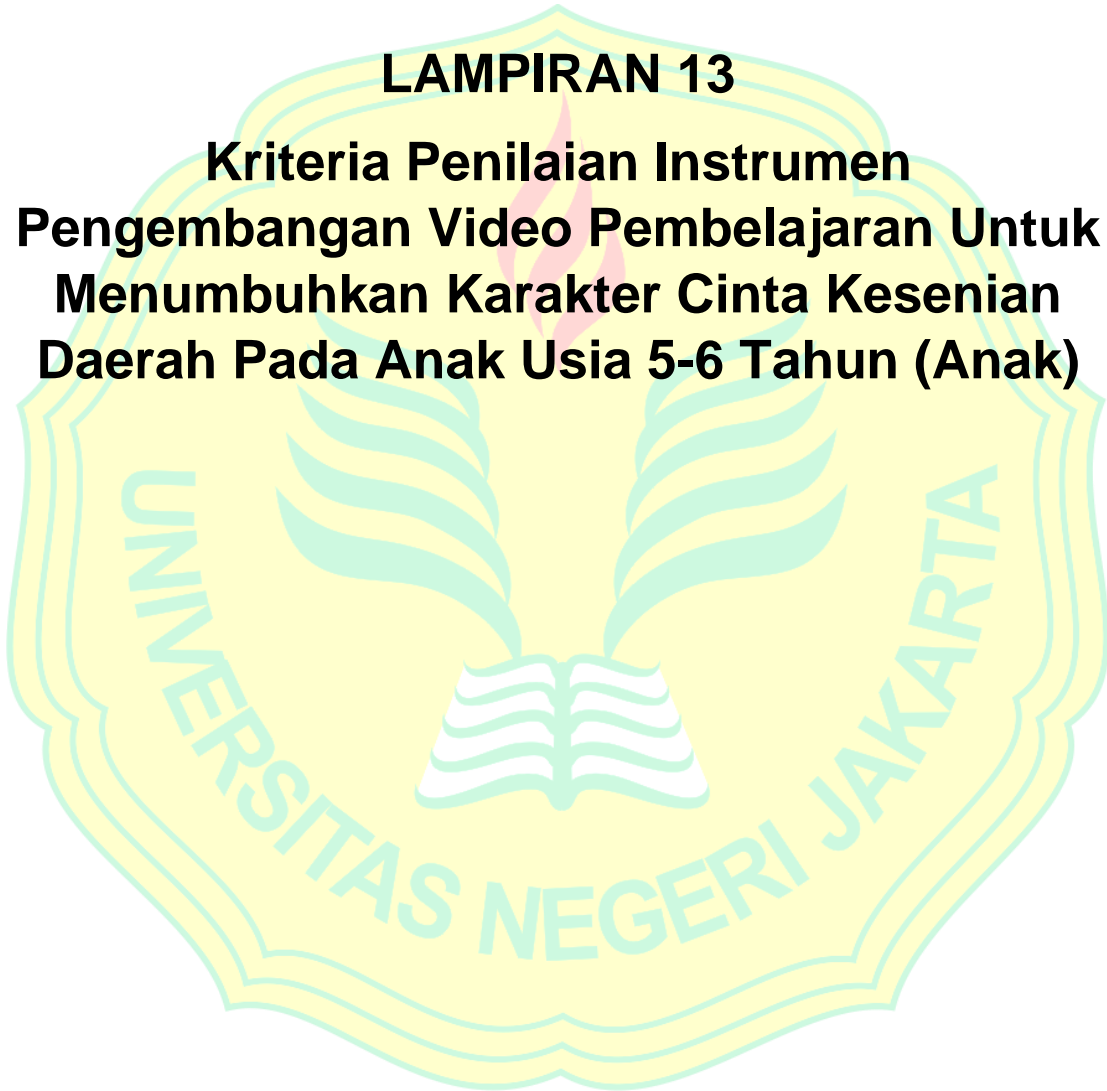 LAMPIRAN 13
Kriteria Penilaian Instrumen
Pengembangan Video Pembelajaran Untuk
Menumbuhkan Karakter Cinta Kesenian
Daerah Pada Anak Usia 5-6 Tahun (Anak)
UNIVERSITAS NEGERI JAKARTA